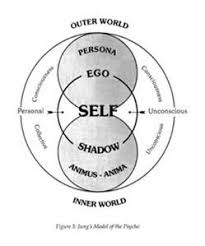 OUTER WORLD
PERSONA
EGO
Consciousness
Consciousness
Personal
SELF
Unconscious
Collective
Unconscious
SHADOW
ANIMUS - ANIMA
INNER WORLD
Figure 5: Jung's Model of the Psyche